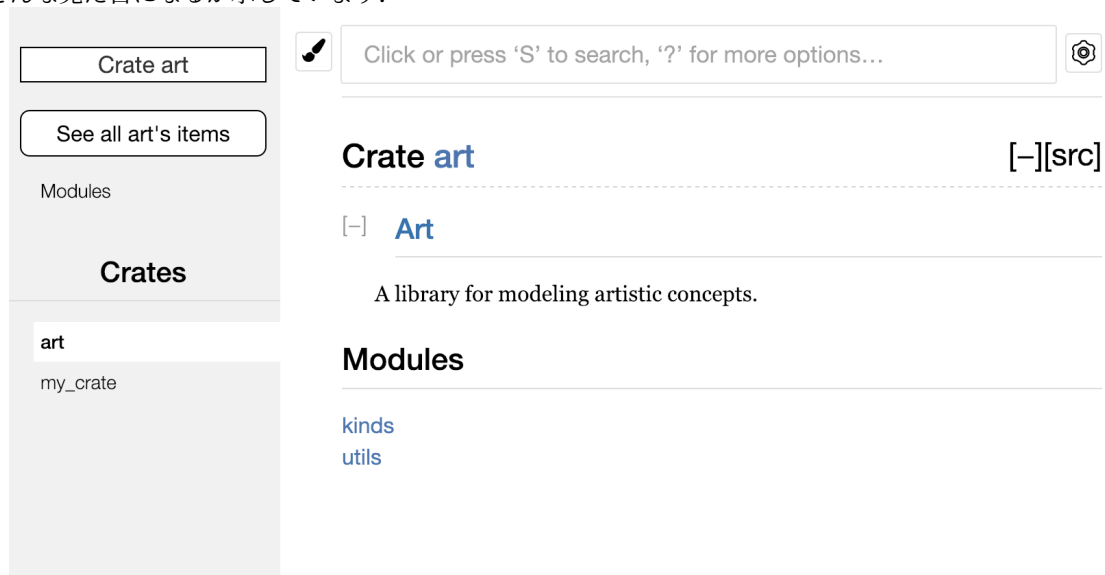 Crate art
See all art's items
Modules
Crates
art
my_crate
Click or press ‘S’ to search, ‘?’ for more options…
Crate art
[−][src]
[−] Art
A library for modeling artistic concepts.
Modules
kinds
utils